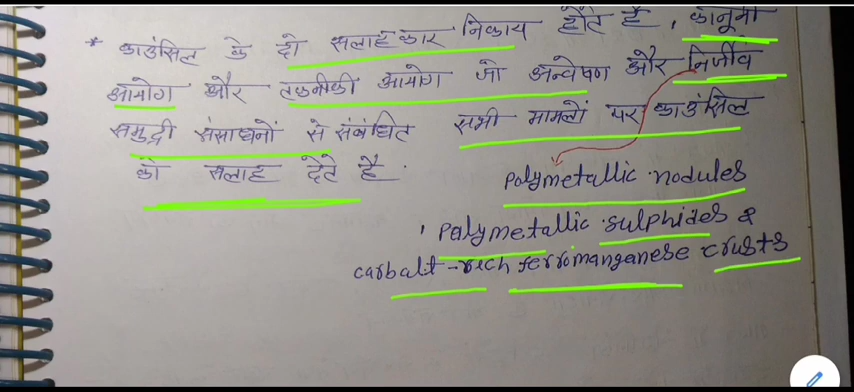 * काउंसिल के दो सलाहकार निकाय होते है, कानूनी
आयोग और तकनीकी आयोग जो अन्वेषण और निर्जीव
समुद्री संसाधनों से संबंधित सभी मामलों पर काउंसिल
को सलाह देते है.
Polymetallic nodules
, Polymetallic sulphides &
carbalt-rich ferromanganese crusts